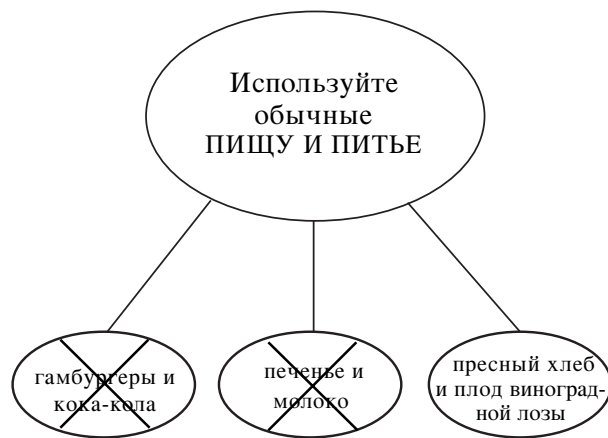 Используйте
обычные
ПИЩУ И ПИТЬЕ
гамбургеры и
кока-кола
печенье и
молоко
пресный хлеб
и плод виноград-
ной лозы